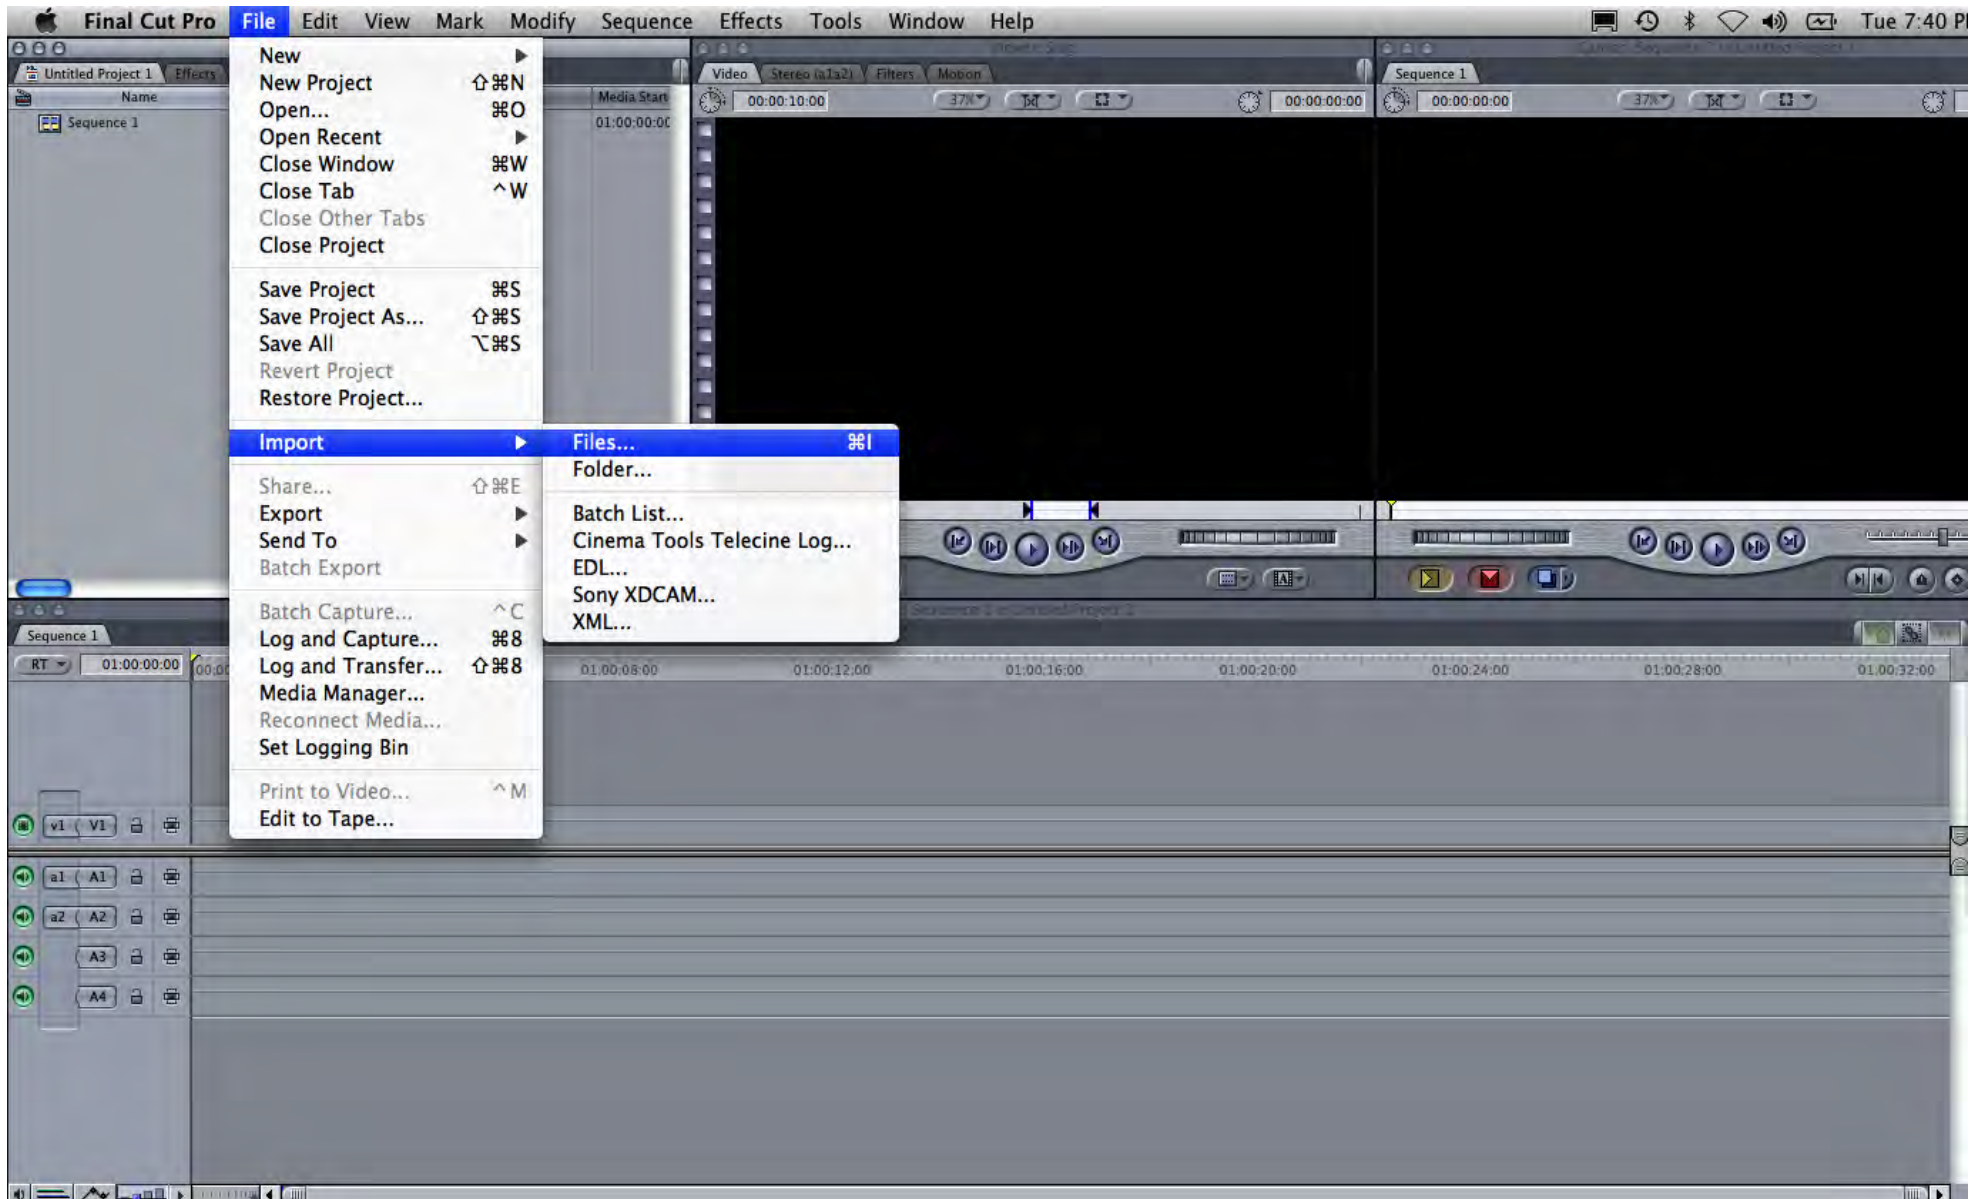 Final Cut Pro File Edit View Mark Modify Sequence Effects Tools Window Help Tue 7:40 P
Untitled Project 1 Effects
Name Media Start
Sequence 1 01:00:00:00
New
New Project ⇧⌘N
Open... ⌘O
Open Recent
Close Window ⌘W
Close Tab ^W
Close Other Tabs
Close Project
Save Project ⌘S
Save Project As... ⇧⌘S
Save All ⌥⌘S
Revert Project
Restore Project...
Import
Share... ⇧⌘E
Export
Send To
Batch Export
Batch Capture... ^C
Log and Capture... ⌘8
Log and Transfer... ⇧⌘8
Media Manager...
Reconnect Media...
Set Logging Bin
Print to Video... ^M
Edit to Tape...
Files... ⌘I
Folder...
Batch List...
Cinema Tools Telecine Log...
EDL...
Sony XDCAM...
XML...
Video Stereo (a1a2) Filters Motion
00:00:10:00 37% 00:00:00:00
Sequence 1
00:00:00:00 37%
Sequence 1
RT 01:00:00:00 01:00:08:00 01:00:12:00 01:00:16:00 01:00:20:00 01:00:24:00 01:00:28:00 01:00:32:00
v1 V1
a1 A1
a2 A2
A3
A4